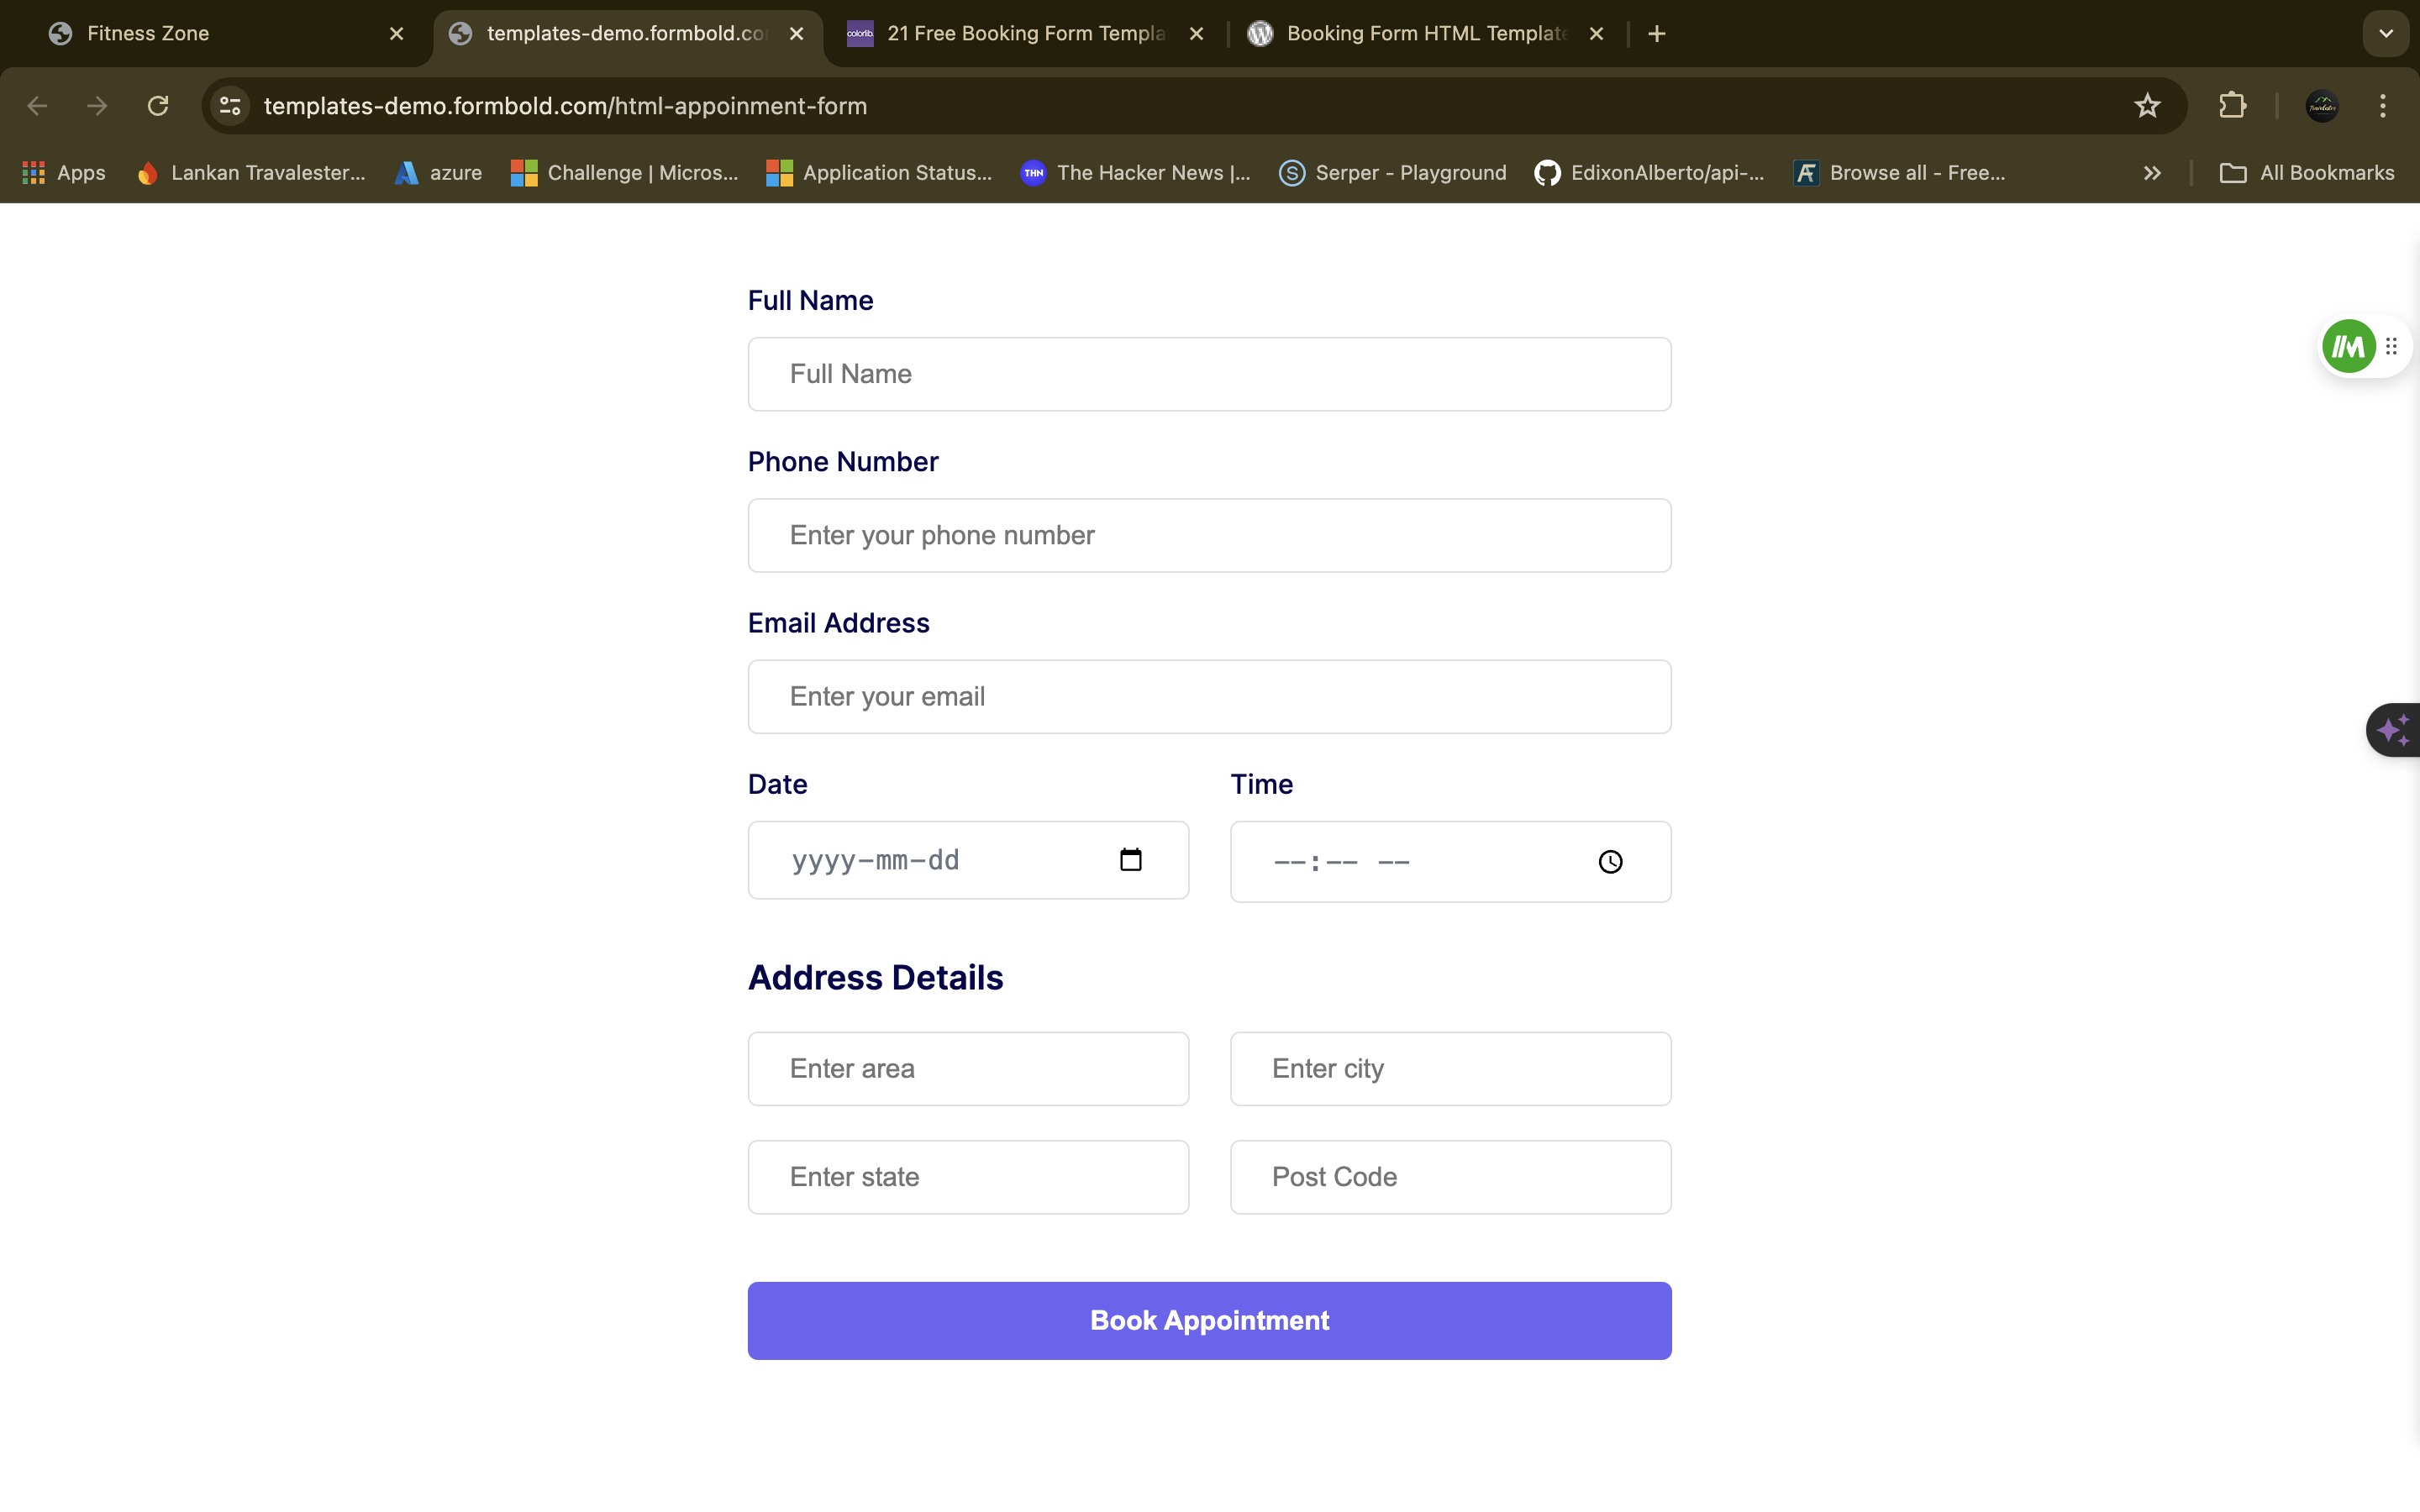 Fitness Zone
templates-demo.formbold.co
21 Free Booking Form Templa
Booking Form HTML Template
templates-demo.formbold.com/html-appoinment-form
Apps
Lankan Travalester...
azure
Challenge | Micros...
Application Status...
THN
The Hacker News |...
Serper - Playground
EdixonAlberto/api-...
Browse all - Free...
All Bookmarks
Full Name
Full Name
Phone Number
Enter your phone number
Email Address
Enter your email
Date
Time
yyyy-mm-dd
--:-- --
Address Details
Enter area
Enter city
Enter state
Post Code
Book Appointment